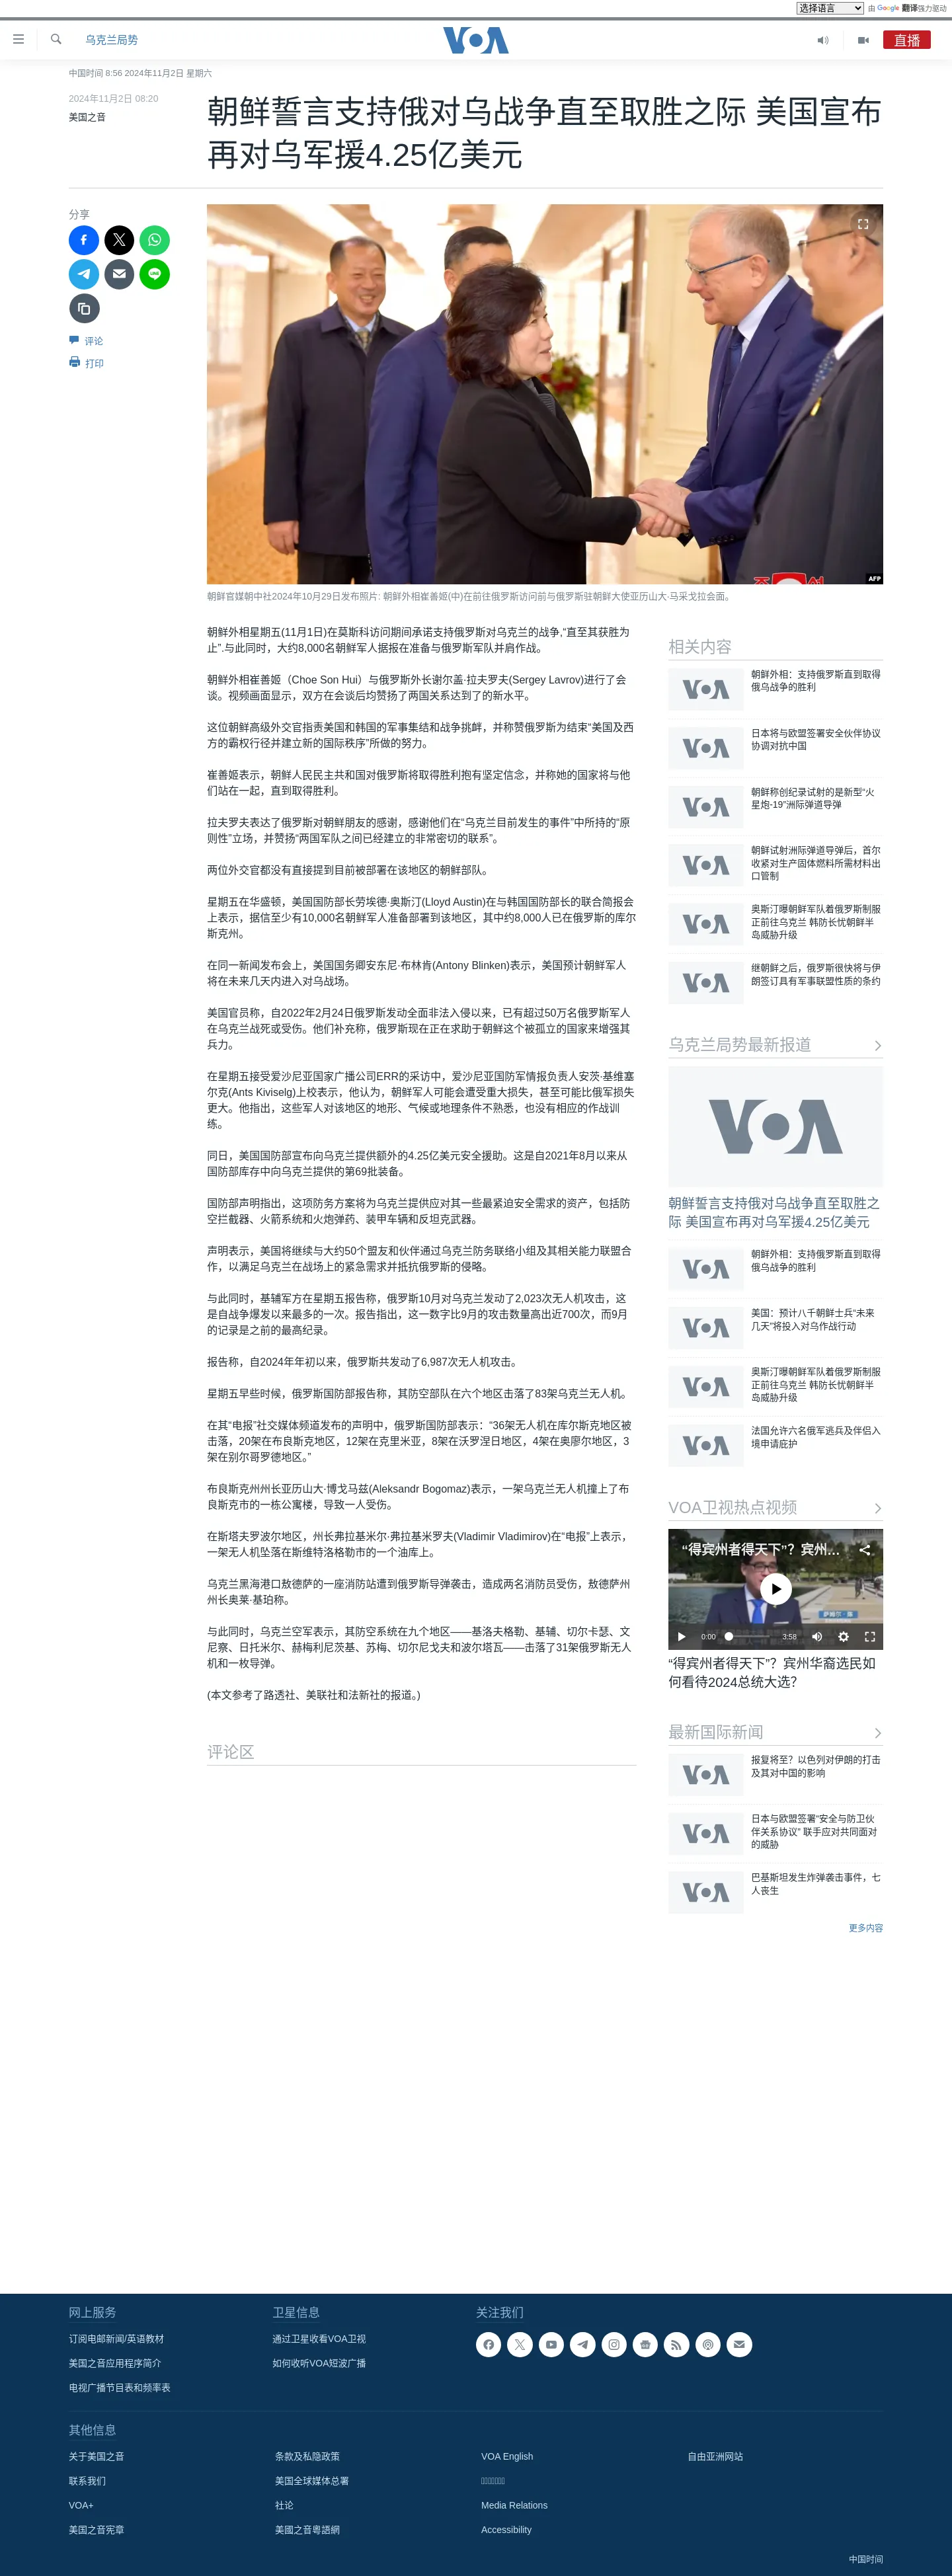 选择语言
由 Google 翻译强力驱动
乌克兰局势
VOA
直播
中国时间 8:56 2024年11月2日 星期六
2024年11月2日 08:20
美国之音
朝鲜誓言支持俄对乌战争直至取胜之际 美国宣布
再对乌军援4.25亿美元
分享
评论
打印
AFP
朝鲜官媒朝中社2024年10月29日发布照片: 朝鲜外相崔善姬(中)在前往俄罗斯访问前与俄罗斯驻朝鲜大使亚历山大·马采戈拉会面。
朝鲜外相星期五(11月1日)在莫斯科访问期间承诺支持俄罗斯对乌克兰的战争,“直至其获胜为
止”.与此同时，大约8,000名朝鲜军人据报在准备与俄罗斯军队并肩作战。
朝鲜外相崔善姬（Choe Son Hui）与俄罗斯外长谢尔盖·拉夫罗夫(Sergey Lavrov)进行了会
谈。视频画面显示，双方在会谈后均赞扬了两国关系达到了的新水平。
这位朝鲜高级外交官指责美国和韩国的军事集结和战争挑衅，并称赞俄罗斯为结束“美国及西
方的霸权行径并建立新的国际秩序”所做的努力。
崔善姬表示，朝鲜人民民主共和国对俄罗斯将取得胜利抱有坚定信念，并称她的国家将与他
们站在一起，直到取得胜利。
拉夫罗夫表达了俄罗斯对朝鲜朋友的感谢，感谢他们在“乌克兰目前发生的事件”中所持的“原
则性”立场，并赞扬“两国军队之间已经建立的非常密切的联系”。
两位外交官都没有直接提到目前被部署在该地区的朝鲜部队。
星期五在华盛顿，美国国防部长劳埃德·奥斯汀(Lloyd Austin)在与韩国国防部长的联合简报会
上表示，据信至少有10,000名朝鲜军人准备部署到该地区，其中约8,000人已在俄罗斯的库尔
斯克州。
在同一新闻发布会上，美国国务卿安东尼·布林肯(Antony Blinken)表示，美国预计朝鲜军人
将在未来几天内进入对乌战场。
美国官员称，自2022年2月24日俄罗斯发动全面非法入侵以来，已有超过50万名俄罗斯军人
在乌克兰战死或受伤。他们补充称，俄罗斯现在正在求助于朝鲜这个被孤立的国家来增强其
兵力。
在星期五接受爱沙尼亚国家广播公司ERR的采访中，爱沙尼亚国防军情报负责人安茨·基维塞
尔克(Ants Kiviselg)上校表示，他认为，朝鲜军人可能会遭受重大损失，甚至可能比俄军损失
更大。他指出，这些军人对该地区的地形、气候或地理条件不熟悉，也没有相应的作战训
练。
同日，美国国防部宣布向乌克兰提供额外的4.25亿美元安全援助。这是自2021年8月以来从
国防部库存中向乌克兰提供的第69批装备。
国防部声明指出，这项防务方案将为乌克兰提供应对其一些最紧迫安全需求的资产，包括防
空拦截器、火箭系统和火炮弹药、装甲车辆和反坦克武器。
声明表示，美国将继续与大约50个盟友和伙伴通过乌克兰防务联络小组及其相关能力联盟合
作，以满足乌克兰在战场上的紧急需求并抵抗俄罗斯的侵略。
与此同时，基辅军方在星期五报告称，俄罗斯10月对乌克兰发动了2,023次无人机攻击，这
是自战争爆发以来最多的一次。报告指出，这一数字比9月的攻击数量高出近700次，而9月
的记录是之前的最高纪录。
报告称，自2024年年初以来，俄罗斯共发动了6,987次无人机攻击。
星期五早些时候，俄罗斯国防部报告称，其防空部队在六个地区击落了83架乌克兰无人机。
在其“电报”社交媒体频道发布的声明中，俄罗斯国防部表示：“36架无人机在库尔斯克地区被
击落，20架在布良斯克地区，12架在克里米亚，8架在沃罗涅日地区，4架在奥廖尔地区，3
架在别尔哥罗德地区。”
布良斯克州州长亚历山大·博戈马兹(Aleksandr Bogomaz)表示，一架乌克兰无人机撞上了布
良斯克市的一栋公寓楼，导致一人受伤。
在斯塔夫罗波尔地区，州长弗拉基米尔·弗拉基米罗夫(Vladimir Vladimirov)在“电报”上表示，
一架无人机坠落在斯维特洛格勒市的一个油库上。
乌克兰黑海港口敖德萨的一座消防站遭到俄罗斯导弹袭击，造成两名消防员受伤，敖德萨州
州长奥莱·基珀称。
与此同时，乌克兰空军表示，其防空系统在九个地区——基洛夫格勒、基辅、切尔卡瑟、文
尼察、日托米尔、赫梅利尼茨基、苏梅、切尔尼戈夫和波尔塔瓦——击落了31架俄罗斯无人
机和一枚导弹。
(本文参考了路透社、美联社和法新社的报道。)
评论区
相关内容
朝鲜外相：支持俄罗斯直到取得
俄乌战争的胜利
日本将与欧盟签署安全伙伴协议
协调对抗中国
朝鲜称创纪录试射的是新型“火
星炮-19”洲际弹道导弹
朝鲜试射洲际弹道导弹后，首尔
收紧对生产固体燃料所需材料出
口管制
奥斯汀曝朝鲜军队着俄罗斯制服
正前往乌克兰 韩防长忧朝鲜半
岛威胁升级
继朝鲜之后，俄罗斯很快将与伊
朗签订具有军事联盟性质的条约
乌克兰局势最新报道
朝鲜誓言支持俄对乌战争直至取胜之
际 美国宣布再对乌军援4.25亿美元
朝鲜外相：支持俄罗斯直到取得
俄乌战争的胜利
美国：预计八千朝鲜士兵“未来
几天”将投入对乌作战行动
奥斯汀曝朝鲜军队着俄罗斯制服
正前往乌克兰 韩防长忧朝鲜半
岛威胁升级
法国允许六名俄军逃兵及伴侣入
境申请庇护
VOA卫视热点视频
“得宾州者得天下”？宾州…
0:00
3:58
“得宾州者得天下”？宾州华裔选民如
何看待2024总统大选？
最新国际新闻
报复将至？以色列对伊朗的打击
及其对中国的影响
日本与欧盟签署“安全与防卫伙
伴关系协议” 联手应对共同面对
的威胁
巴基斯坦发生炸弹袭击事件，七
人丧生
更多内容
网上服务
订阅电邮新闻/英语教材
美国之音应用程序简介
电视广播节目表和频率表
卫星信息
通过卫星收看VOA卫视
如何收听VOA短波广播
关注我们
其他信息
关于美国之音
联系我们
VOA+
美国之音宪章
条款及私隐政策
美国全球媒体总署
社论
美國之音粵語網
VOA English
Media Relations
Accessibility
自由亚洲网站
中国时间